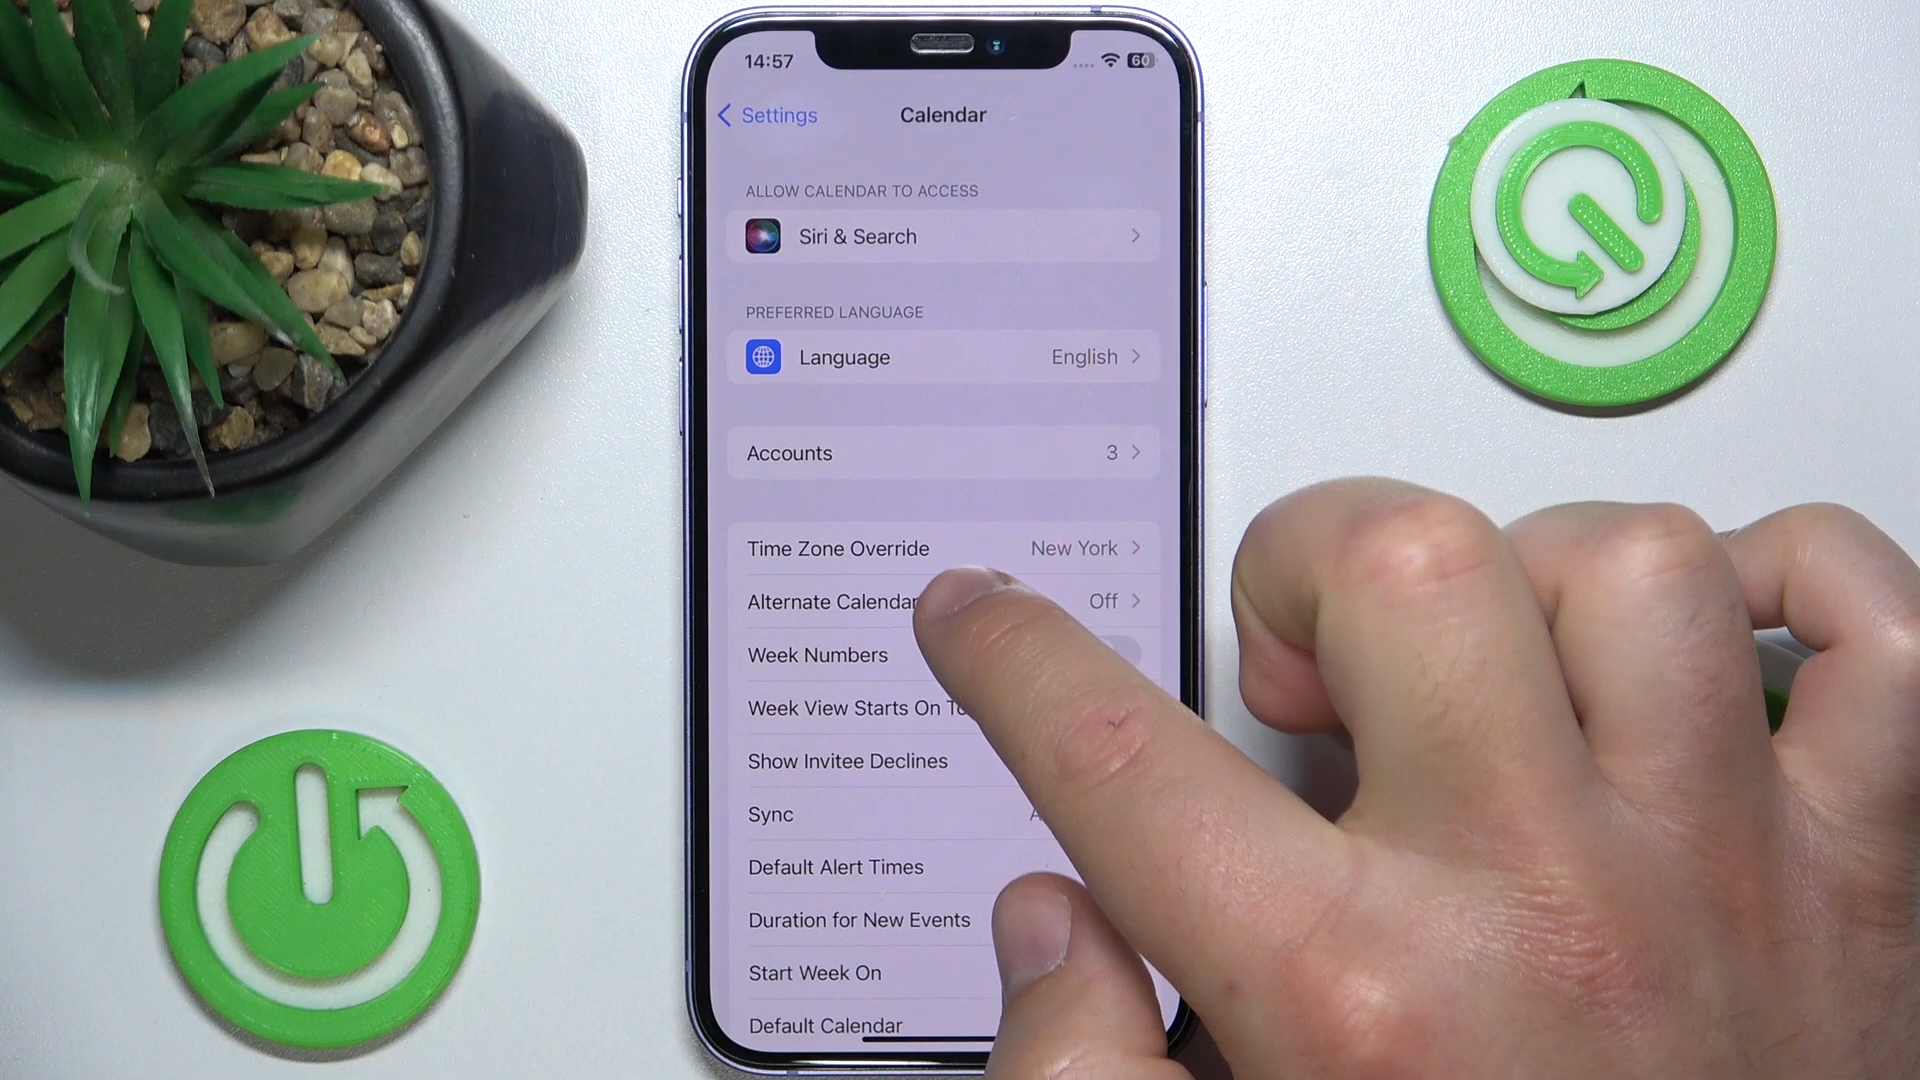 14:57
60
Settings
Calendar
ALLOW CALENDAR TO ACCESS
Siri & Search
PREFERRED LANGUAGE
Language English
Accounts 3
Time Zone Override New York
Alternate Calendar Off
Week Numbers
Week View Starts On
Show Invitee Declines
Sync
Default Alert Times
Duration for New Events
Start Week On
Default Calendar